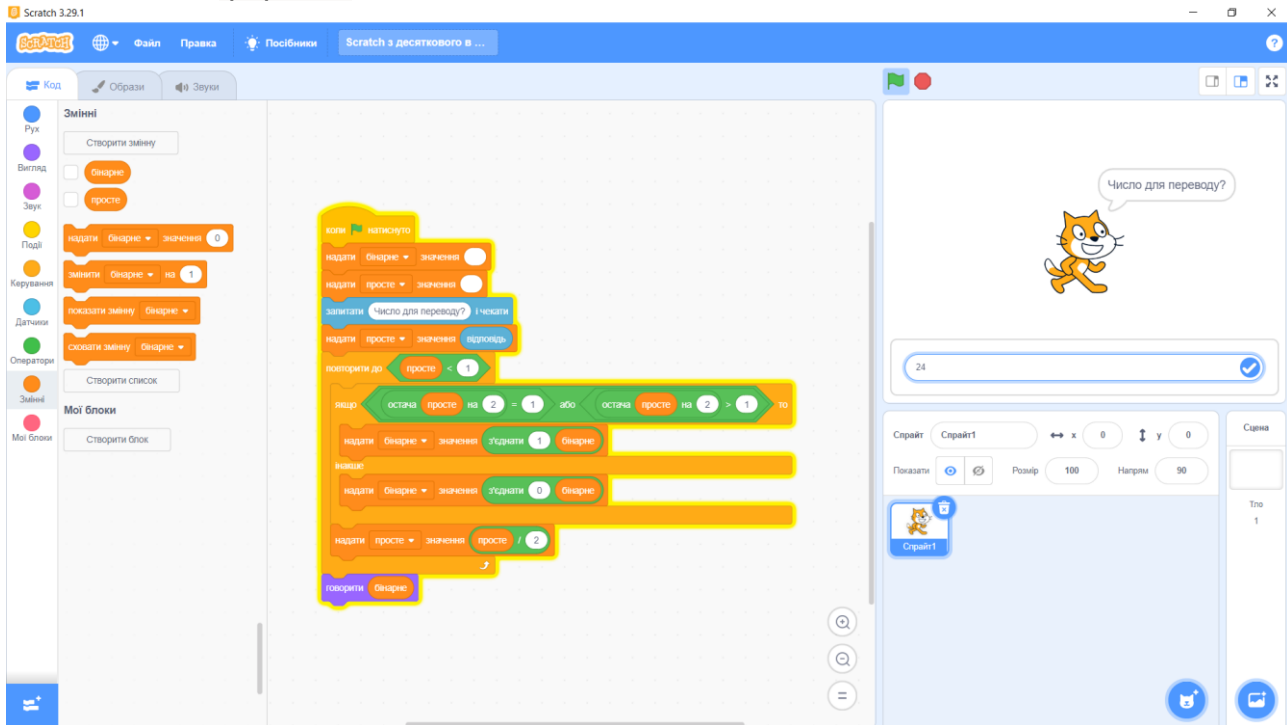 Scratch 3.29.1
SCRATCH Файл Правка Посібники Scratch з десяткового в ...
Код Образи Звуки
Рух
Вигляд
Звук
Події
Керування
Датчики
Оператори
Змінні
Мої блоки
Змінні
Створити змінну
бінарне
просте
надати бінарне значення 0
змінити бінарне на 1
показати змінну бінарне
сховати змінну бінарне
Створити список
Мої блоки
Створити блок
коли натиснуто
надати бінарне значення
надати просте значення
запитати Число для переводу? і чекати
надати просте значення відповідь
повторити до просте < 1
якщо остача просте на 2 = 1 або остача просте на 2 > 1 то
надати бінарне значення з'єднати 1 бінарне
інакше
надати бінарне значення з'єднати 0 бінарне
надати просте значення просте / 2
говорити бінарне
Число для переводу?
24
Спрайт Спрайт1 x 0 y 0
Показати Розмір 100 Напрям 90
Спрайт1
Сцена
Тло
1